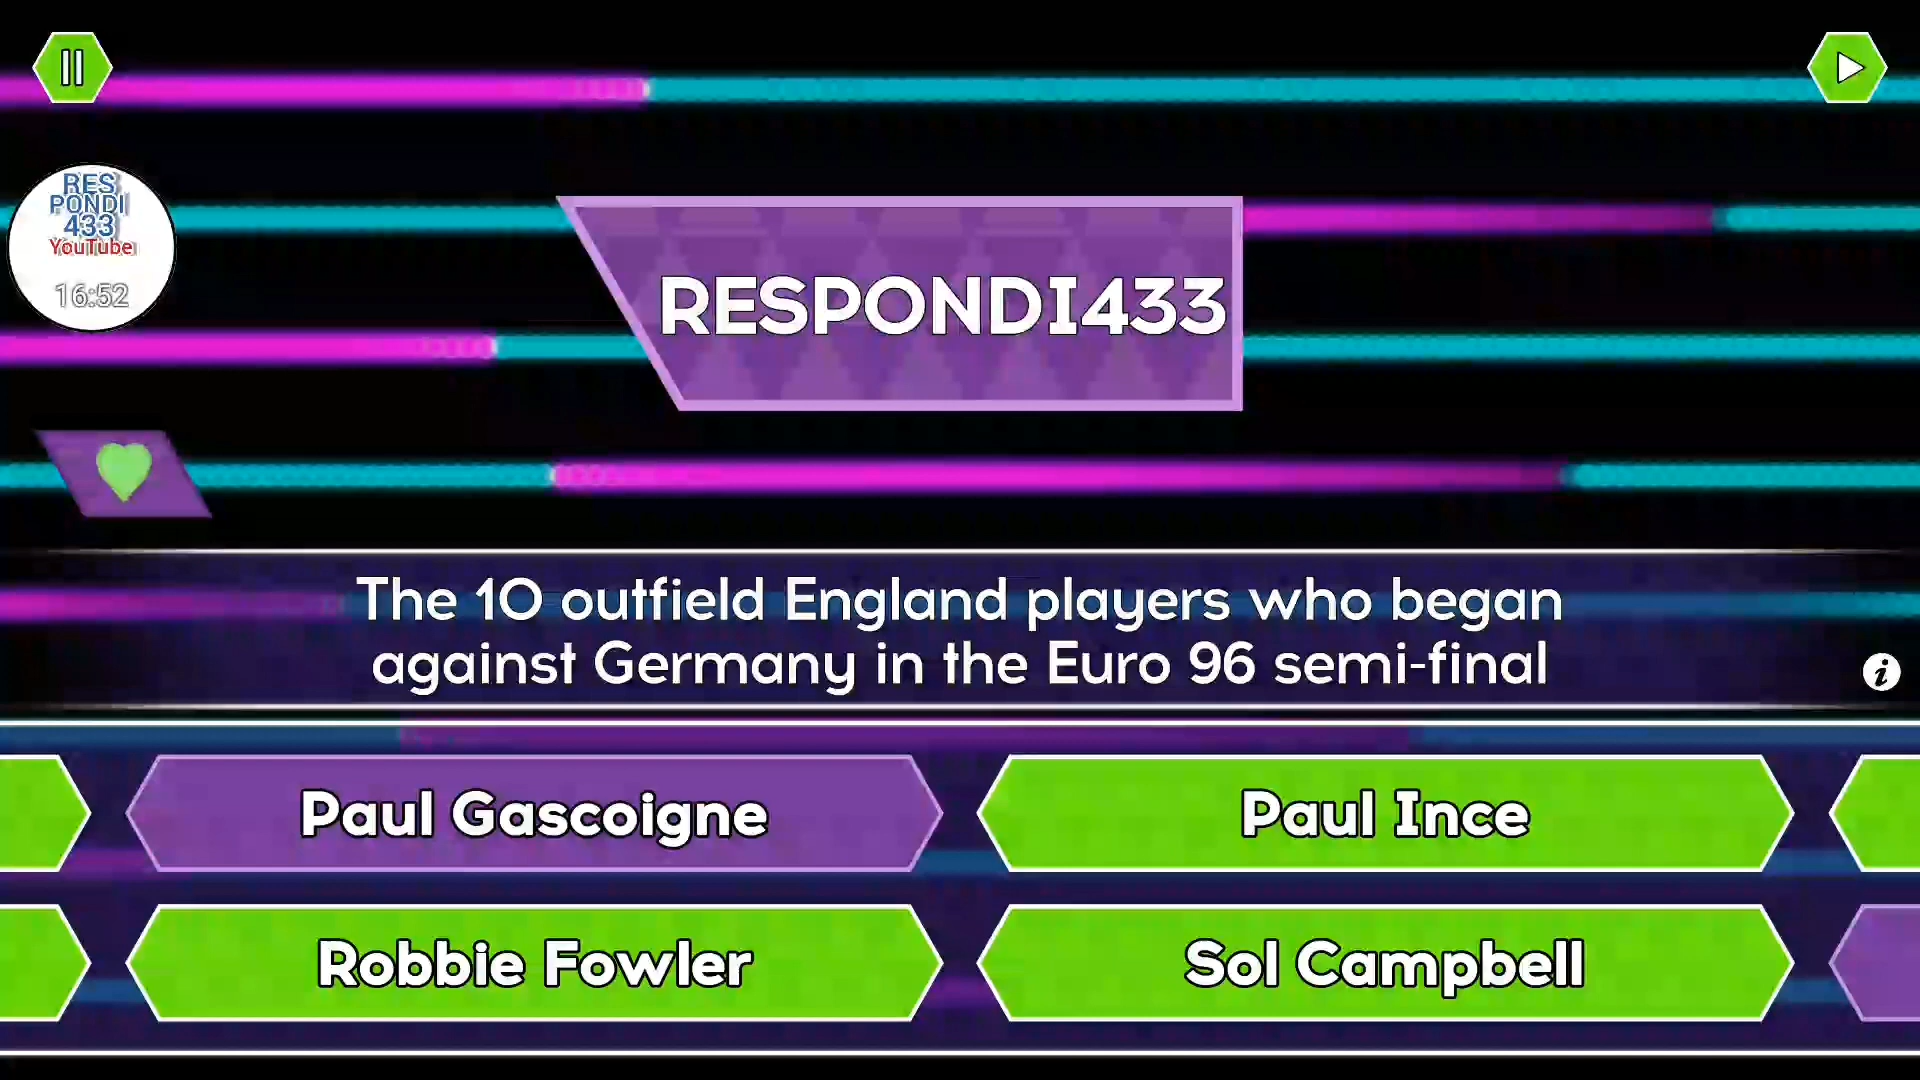 RES
PONDI
433
YouTube
16:52
RESPONDI433
The 10 outfield England players who began
against Germany in the Euro 96 semi-final
i
Paul Gascoigne
Paul Ince
Robbie Fowler
Sol Campbell